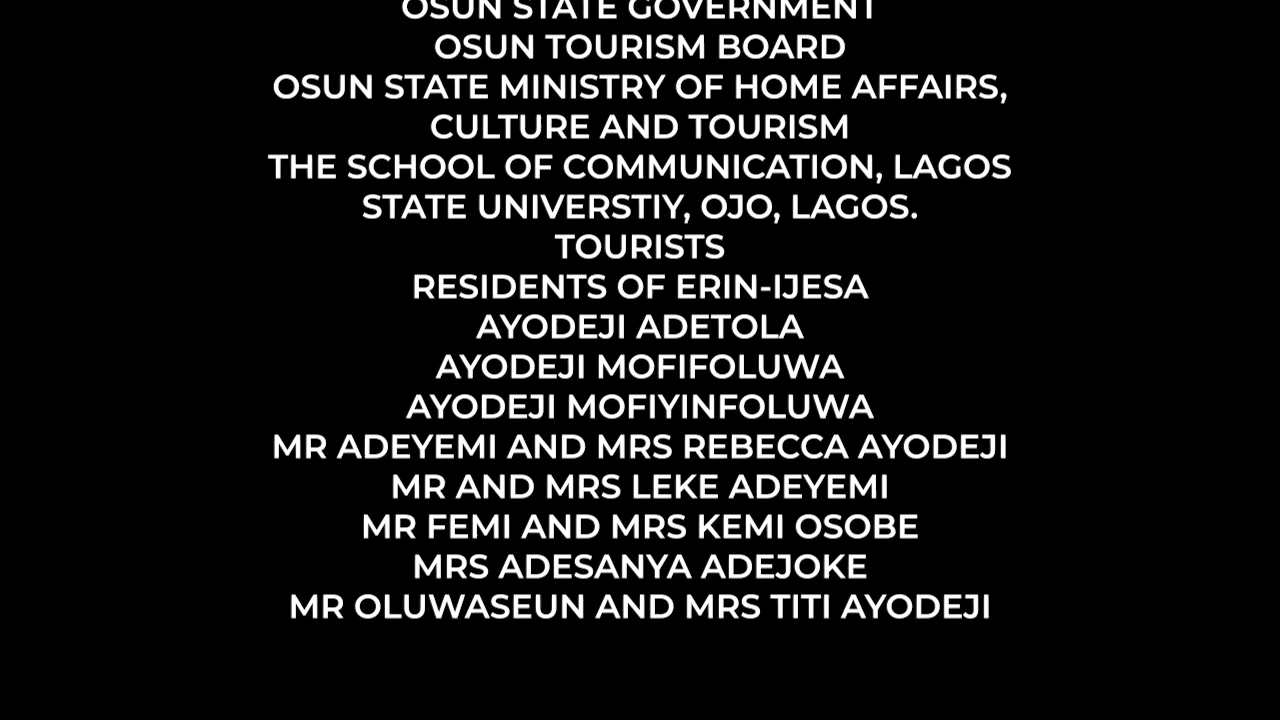 OSUN STATE GOVERNMENT
OSUN TOURISM BOARD
OSUN STATE MINISTRY OF HOME AFFAIRS,
CULTURE AND TOURISM
THE SCHOOL OF COMMUNICATION, LAGOS
STATE UNIVERSTIY, OJO, LAGOS.
TOURISTS
RESIDENTS OF ERIN-IJESA
AYODEJI ADETOLA
AYODEJI MOFIFOLUWA
AYODEJI MOFIYINFOLUWA
MR ADEYEMI AND MRS REBECCA AYODEJI
MR AND MRS LEKE ADEYEMI
MR FEMI AND MRS KEMI OSOBE
MRS ADESANYA ADEJOKE
MR OLUWASEUN AND MRS TITI AYODEJI